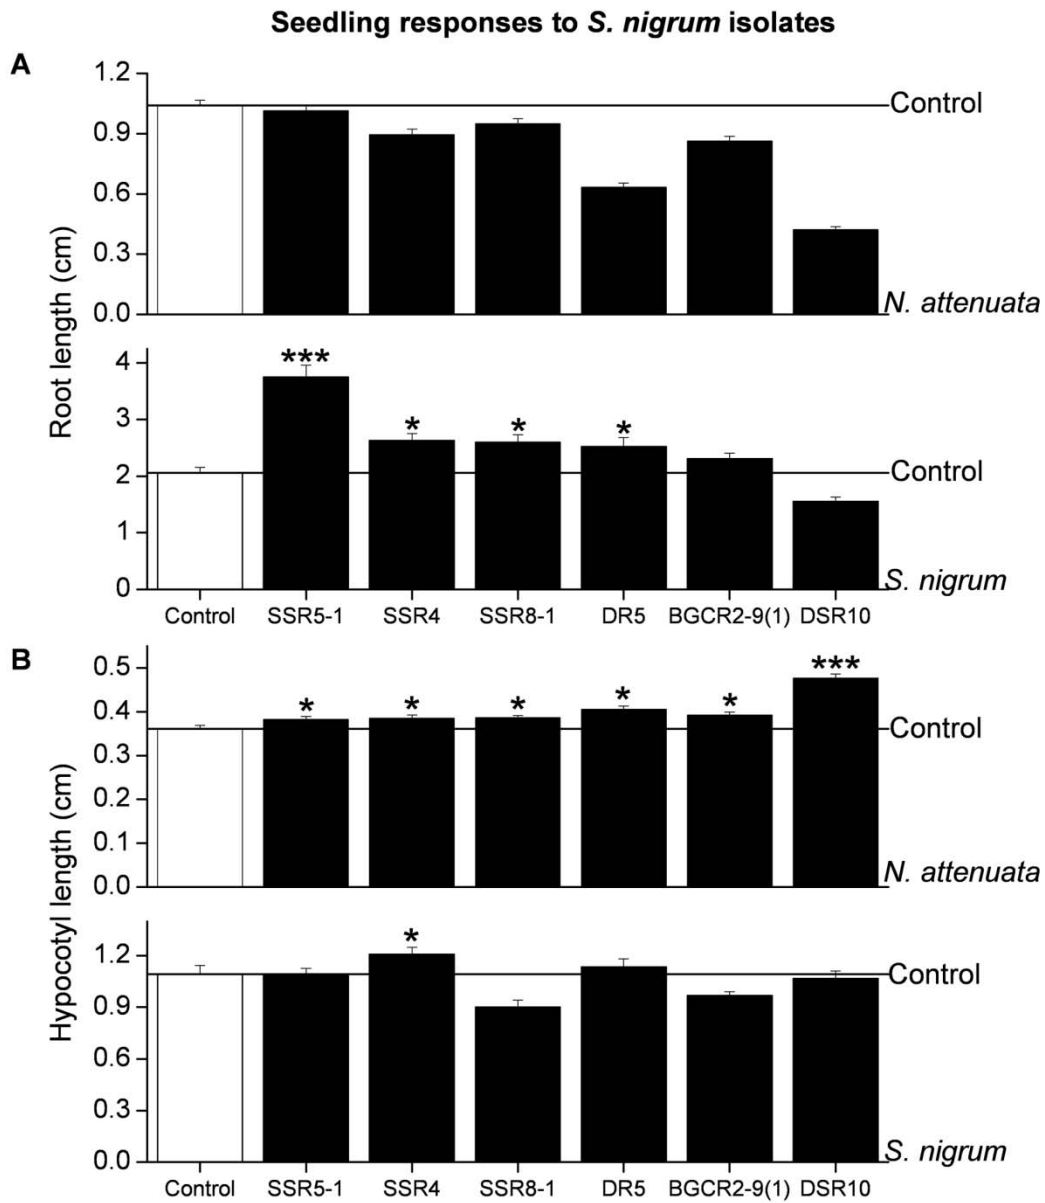 Seedling responses to S. nigrum isolates
A
1.2
0.9
0.6
0.3
0.0
Control
N. attenuata
Root length (cm)
4
3
2
1
0
***
*
*
*
Control
S. nigrum
Control SSR5-1 SSR4 SSR8-1 DR5 BGCR2-9(1) DSR10
B
0.5
0.4
0.3
0.2
0.1
0.0
*
*
*
*
*
***
Control
N. attenuata
Hypocotyl length (cm)
1.2
0.9
0.6
0.3
0.0
*
Control
S. nigrum
Control SSR5-1 SSR4 SSR8-1 DR5 BGCR2-9(1) DSR10